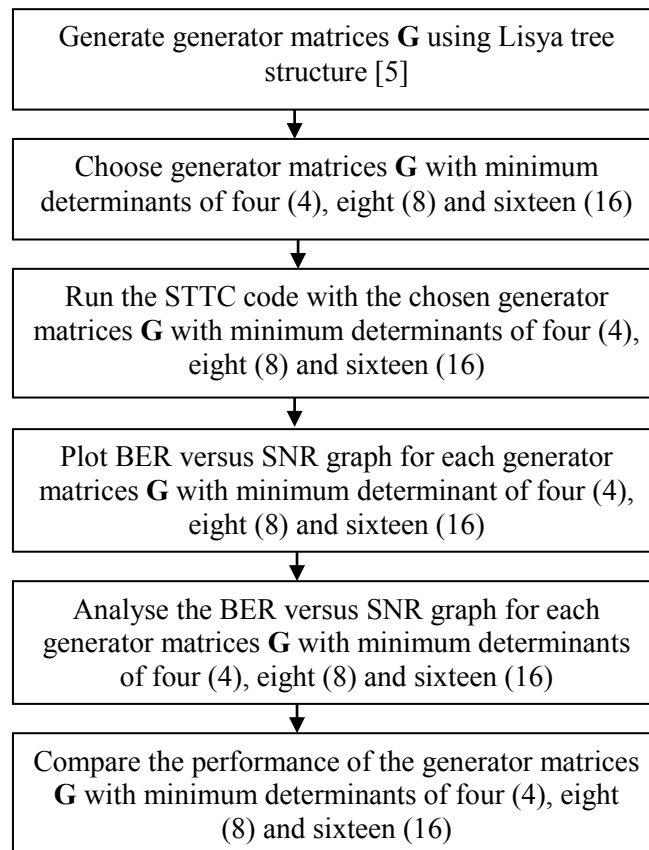 Generate generator matrices G using Lisya tree
structure [5]
Choose generator matrices G with minimum
determinants of four (4), eight (8) and sixteen (16)
Run the STTC code with the chosen generator
matrices G with minimum determinants of four (4),
eight (8) and sixteen (16)
Plot BER versus SNR graph for each generator
matrices G with minimum determinant of four (4),
eight (8) and sixteen (16)
Analyse the BER versus SNR graph for each
generator matrices G with minimum determinants
of four (4), eight (8) and sixteen (16)
Compare the performance of the generator matrices
G with minimum determinants of four (4), eight
(8) and sixteen (16)